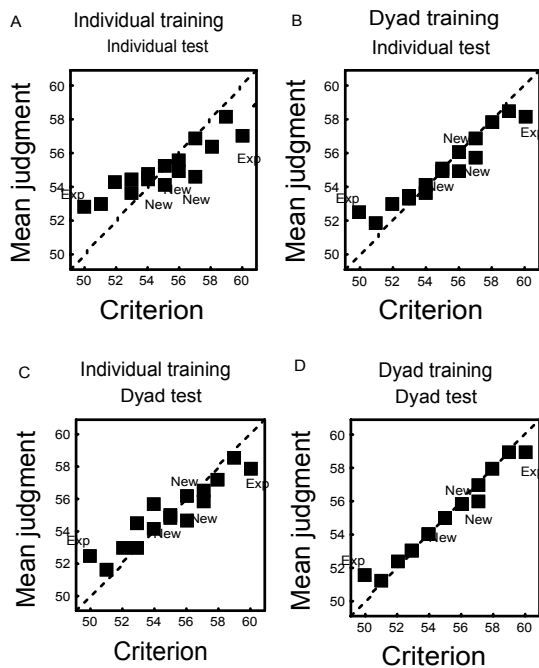 A
Individual training
Individual test
Mean judgment
60
58
56
54
52
50
Exp
New
New
New
Exp
50 52 54 56 58 60
Criterion
B
Dyad training
Individual test
Mean judgment
60
58
56
54
52
50
Exp
New
New
New
Exp
50 52 54 56 58 60
Criterion
C
Individual training
Dyad test
Mean judgment
60
58
56
54
52
50
Exp
New
New
New
Exp
50 52 54 56 58 60
Criterion
D
Dyad training
Dyad test
Mean judgment
60
58
56
54
52
50
Exp
New
New
New
Exp
50 52 54 56 58 60
Criterion